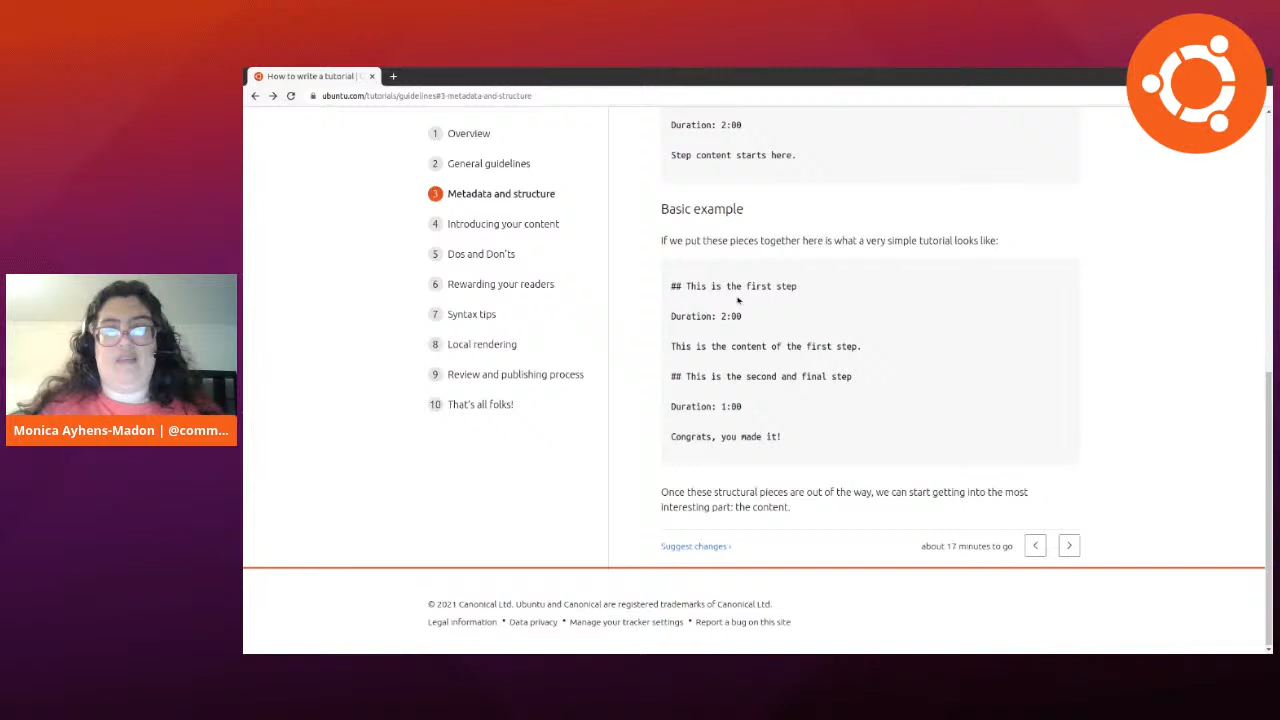 How to write a tutorial |
ubuntu.com/tutorials/guidelines#3-metadata-and-structure
1 Overview
2 General guidelines
3 Metadata and structure
4 Introducing your content
5 Dos and Don'ts
6 Rewarding your readers
7 Syntax tips
8 Local rendering
9 Review and publishing process
10 That's all folks!
Duration: 2:00
Step content starts here.
Basic example
If we put these pieces together here is what a very simple tutorial looks like:
## This is the first step
Duration: 2:00
This is the content of the first step.
## This is the second and final step
Duration: 1:00
Congrats, you made it!
Once these structural pieces are out of the way, we can start getting into the most
interesting part: the content.
Suggest changes ›
about 17 minutes to go
© 2021 Canonical Ltd. Ubuntu and Canonical are registered trademarks of Canonical Ltd.
Legal information • Data privacy • Manage your tracker settings • Report a bug on this site
Monica Ayhens-Madon | @comm...